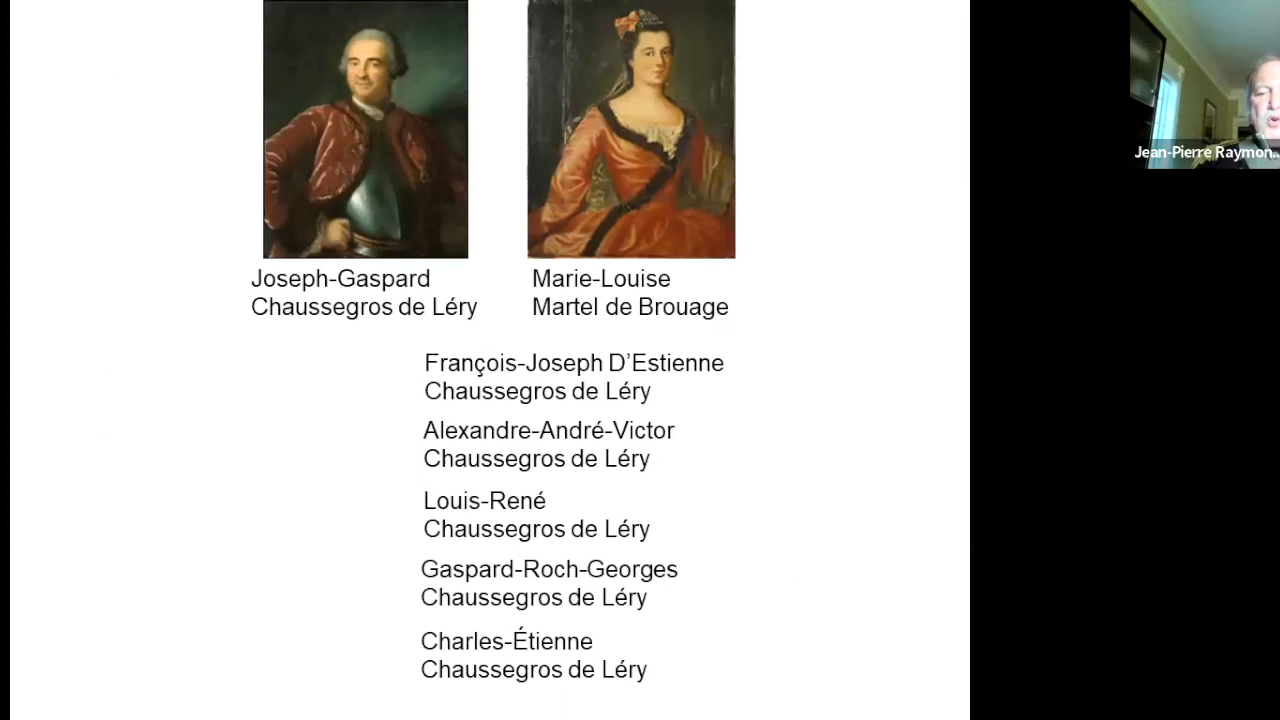 Joseph-Gaspard
Chaussegros de Léry
Marie-Louise
Martel de Brouage
François-Joseph D’Estienne
Chaussegros de Léry
Alexandre-André-Victor
Chaussegros de Léry
Louis-René
Chaussegros de Léry
Gaspard-Roch-Georges
Chaussegros de Léry
Charles-Étienne
Chaussegros de Léry
Jean-Pierre Raymon...